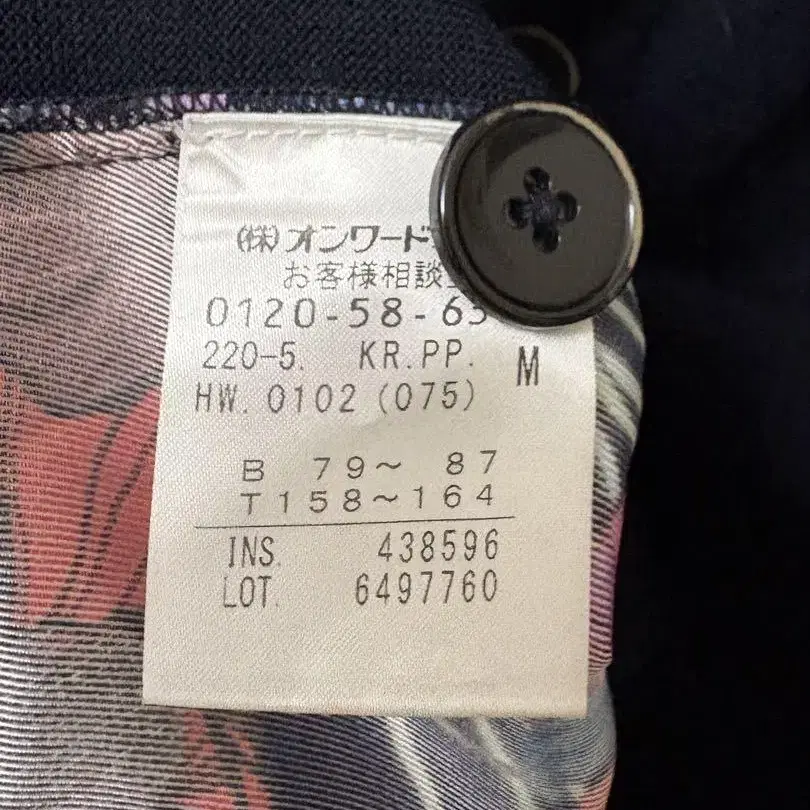 (株)オンワード
お客様相談
0120-58-63
220-5. KR.PP. M
HW. 0102 (075)
B 79～ 87
T158～164
INS. 438596
LOT. 6497760